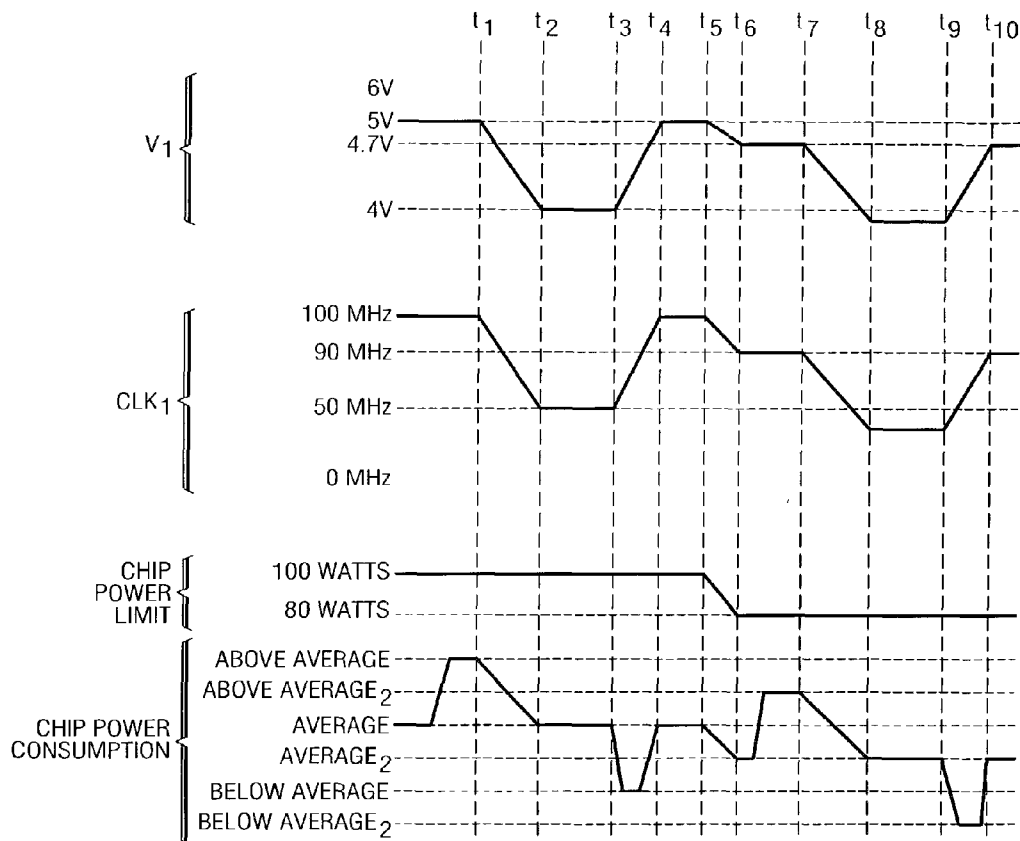 t1 t2 t3 t4 t5 t6 t7 t8 t9 t10
6V
5V
V1
4.7V
4V
100 MHz
90 MHz
CLK1
50 MHz
0 MHz
CHIP
POWER
LIMIT
100 WATTS
80 WATTS
ABOVE AVERAGE
ABOVE AVERAGE2
CHIP POWER
CONSUMPTION
AVERAGE
AVERAGE2
BELOW AVERAGE
BELOW AVERAGE2